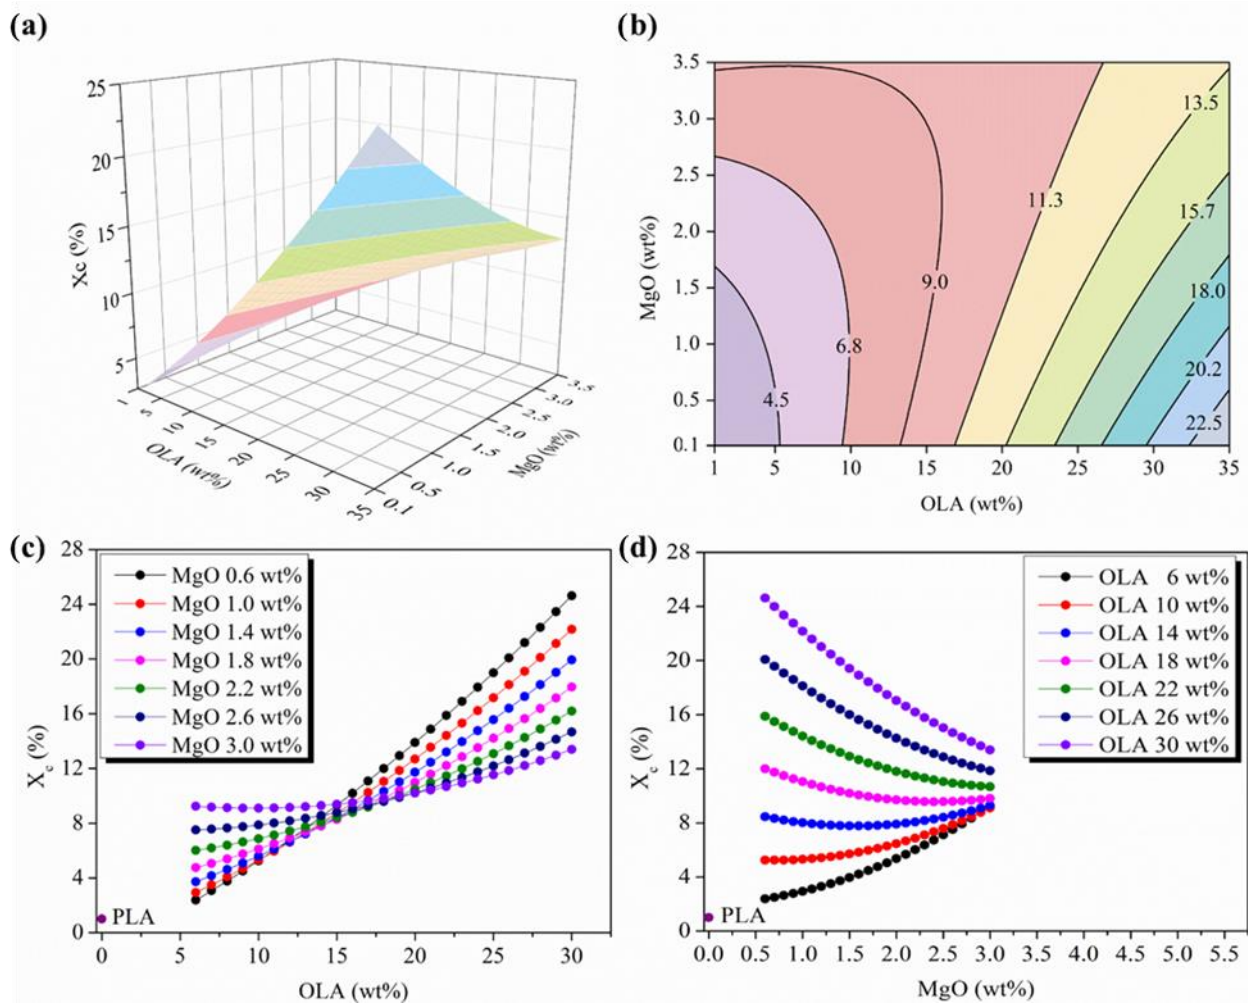 (a)
25
20
15
10
5
Xc (%)
1
5
10
15
20
25
30
35
OLA (wt%)
0.1
0.5
1.0
1.5
2.0
2.5
3.0
3.5
MgO (wt%)
(b)
3.5
3.0
2.5
2.0
1.5
1.0
0.5
0.1
MgO (wt%)
13.5
11.3
15.7
9.0
18.0
6.8
20.2
4.5
22.5
1 5 10 15 20 25 30 35
OLA (wt%)
(c)
28
24
20
16
12
8
4
0
X_c (%)
MgO 0.6 wt%
MgO 1.0 wt%
MgO 1.4 wt%
MgO 1.8 wt%
MgO 2.2 wt%
MgO 2.6 wt%
MgO 3.0 wt%
PLA
0 5 10 15 20 25 30
OLA (wt%)
(d)
28
24
20
16
12
8
4
0
X_c (%)
OLA 6 wt%
OLA 10 wt%
OLA 14 wt%
OLA 18 wt%
OLA 22 wt%
OLA 26 wt%
OLA 30 wt%
PLA
0.0 0.5 1.0 1.5 2.0 2.5 3.0 3.5 4.0 4.5 5.0 5.5
MgO (wt%)